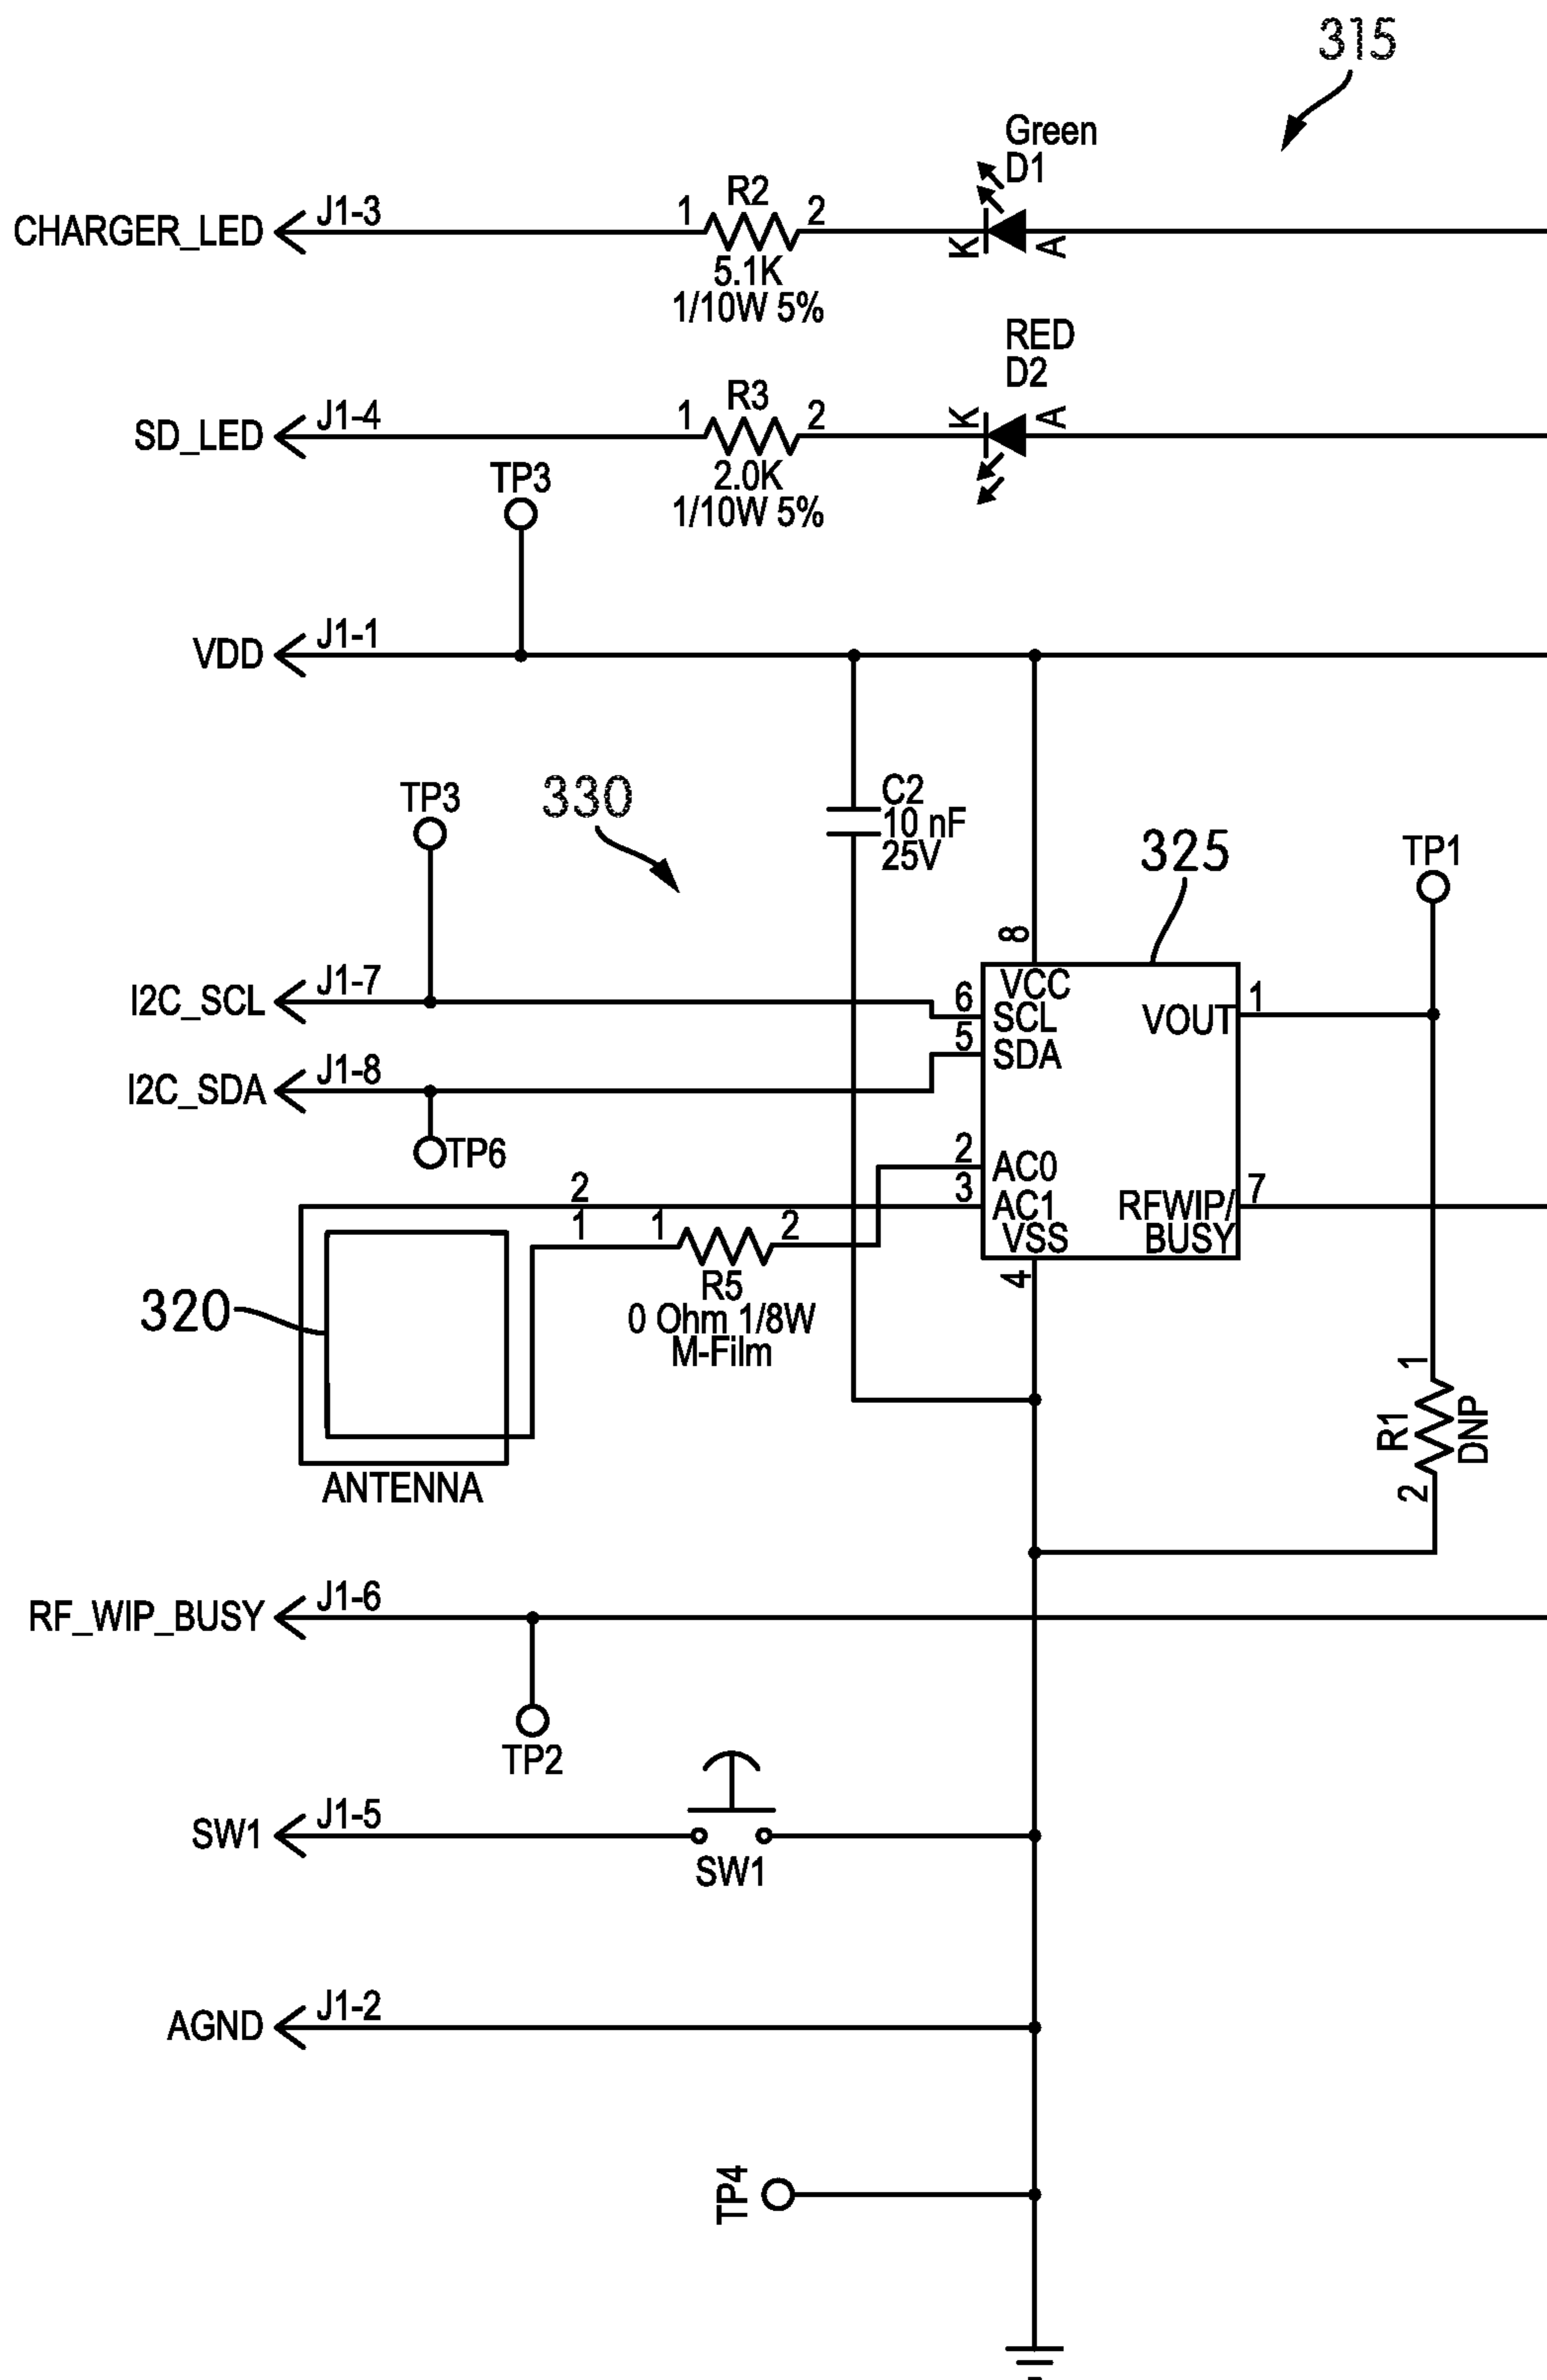 315
Green
D1
CHARGER_LED J1-3 1 R2 2 K A
5.1K
1/10W 5%
RED
D2
SD_LED J1-4 1 R3 2 K A
2.0K
1/10W 5%
TP3
VDD J1-1
TP3
330
C2
10 nF
25V
325
TP1
8
I2C_SCL J1-7 6 VCC
SCL VOUT 1
I2C_SDA J1-8 5 SDA
TP6
2 AC0
2 3 AC1 RFWIP/ 7
1 1 2 VSS BUSY
R5 4
320 0 Ohm 1/8W
M-Film
1
R1 DNP
2
ANTENNA
RF_WIP_BUSY J1-6
TP2
SW1 J1-5
SW1
AGND J1-2
TP4